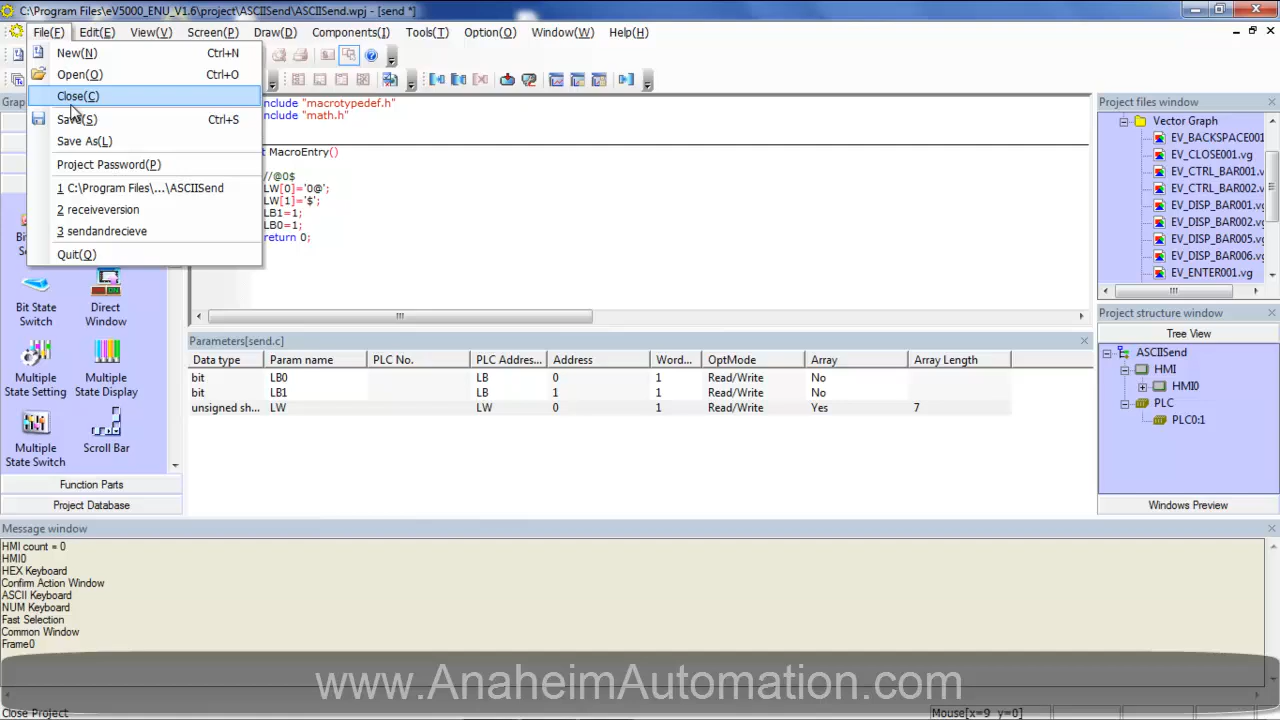 C:\Program Files\eV5000_ENU_V1.6\project\ASCIISend\ASCIISend.wpj - [send *]
File(F) Edit(E) View(V) Screen(P) Draw(D) Components(I) Tools(T) Option(O) Window(W) Help(H)
New(N) Ctrl+N
Open(O) Ctrl+O
Close(C)
Save(S) Ctrl+S
Save As(L)
Project Password(P)
1 C:\Program Files\...\ASCIISend
2 receiveversion
3 sendandrecieve
Quit(Q)
Grap
Bit State Switch
Direct Window
Multiple State Setting
Multiple State Display
Multiple State Switch
Scroll Bar
Function Parts
Project Database
nclude "macrotypedef.h"
nclude "math.h"
t MacroEntry()
//@0$
LW[0]='0@';
LW[1]='$';
LB1=1;
LB0=1;
return 0;
Parameters[send.c]
Data type Param name PLC No. PLC Addres... Address Word... OptMode Array Array Length
bit LB0 LB 0 1 Read/Write No
bit LB1 LB 1 1 Read/Write No
unsigned sh... LW LW 0 1 Read/Write Yes 7
Project files window
Vector Graph
EV_BACKSPACE001
EV_CLOSE001.vg
EV_CTRL_BAR001.v
EV_CTRL_BAR002.v
EV_DISP_BAR001.v
EV_DISP_BAR002.v
EV_DISP_BAR005.v
EV_DISP_BAR006.v
EV_ENTER001.vg
Project structure window
Tree View
ASCIISend
HMI
HMI0
PLC
PLC0:1
Windows Preview
Message window
HMI count = 0
HMI0
HEX Keyboard
Confirm Action Window
ASCII Keyboard
NUM Keyboard
Fast Selection
Common Window
Frame0
www.AnaheimAutomation.com
Close Project
Mouse[x=9 y=0]